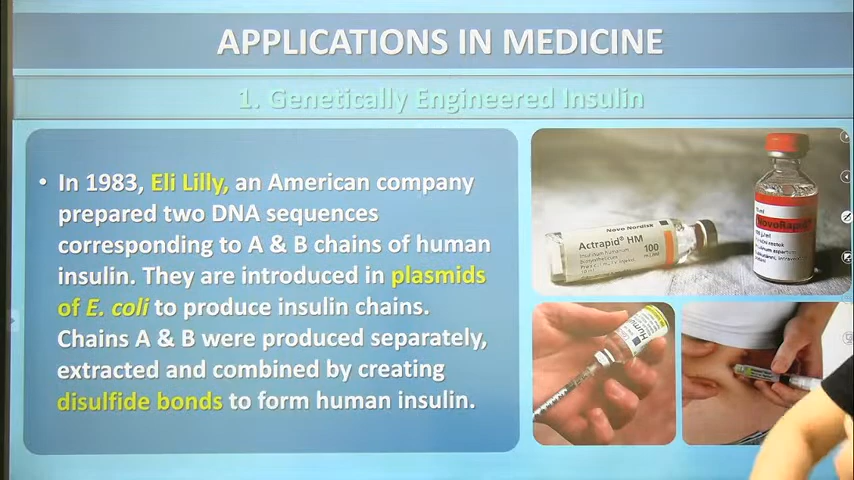 APPLICATIONS IN MEDICINE
1. Genetically Engineered Insulin
• In 1983, Eli Lilly, an American company
prepared two DNA sequences
corresponding to A & B chains of human
insulin. They are introduced in plasmids
of E. coli to produce insulin chains.
Chains A & B were produced separately,
extracted and combined by creating
disulfide bonds to form human insulin.
Novo Nordisk
Actrapid® HM
100
NovoRapid®